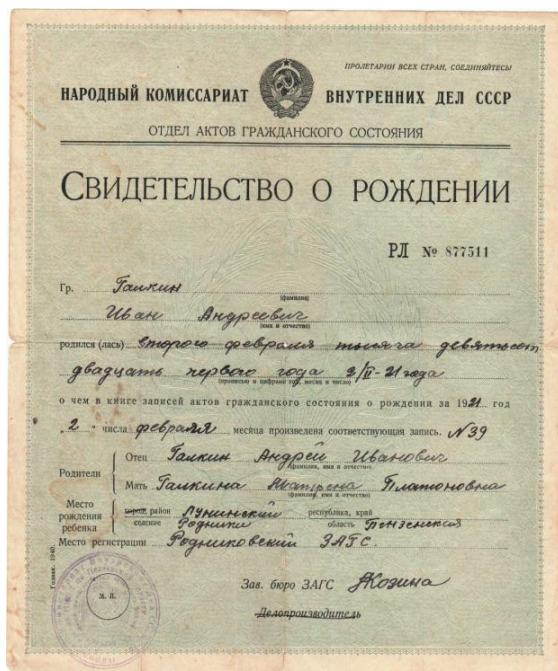 ПРОЛЕТАРИИ ВСЕХ СТРАН, СОЕДИНЯЙТЕСЬ
НАРОДНЫЙ КОМИССАРИАТ ВНУТРЕННИХ ДЕЛ СССР
ОТДЕЛ АКТОВ ГРАЖДАНСКОГО СОСТОЯНИЯ
СВИДЕТЕЛЬСТВО О РОЖДЕНИИ
РЛ № 877511
Гр. Галкин
(фамилия)
Иван Андреевич
(имя и отчество)
родился (лась) второго февраля тысяча девятьсот
двадцать первого года 2/II-21 года
(прописью и цифрами год, месяц и число)
о чем в книге записей актов гражданского состояния о рождении за 1921 год
"2" числа февраля месяца произведена соответствующая запись. №39
Отец Галкин Андрей Иванович
(фамилия, имя и отчество)
Родители
Мать Галкина Матрена Платоновна
(фамилия, имя и отчество)
Место рождения ребенка
город, район Лунинский республика, край
селение Родники область Пензенская
Место регистрации Родниковский ЗАГС.
Гознак. 1940.
М. П.
Зав. бюро ЗАГС Козина
Делопроизводитель